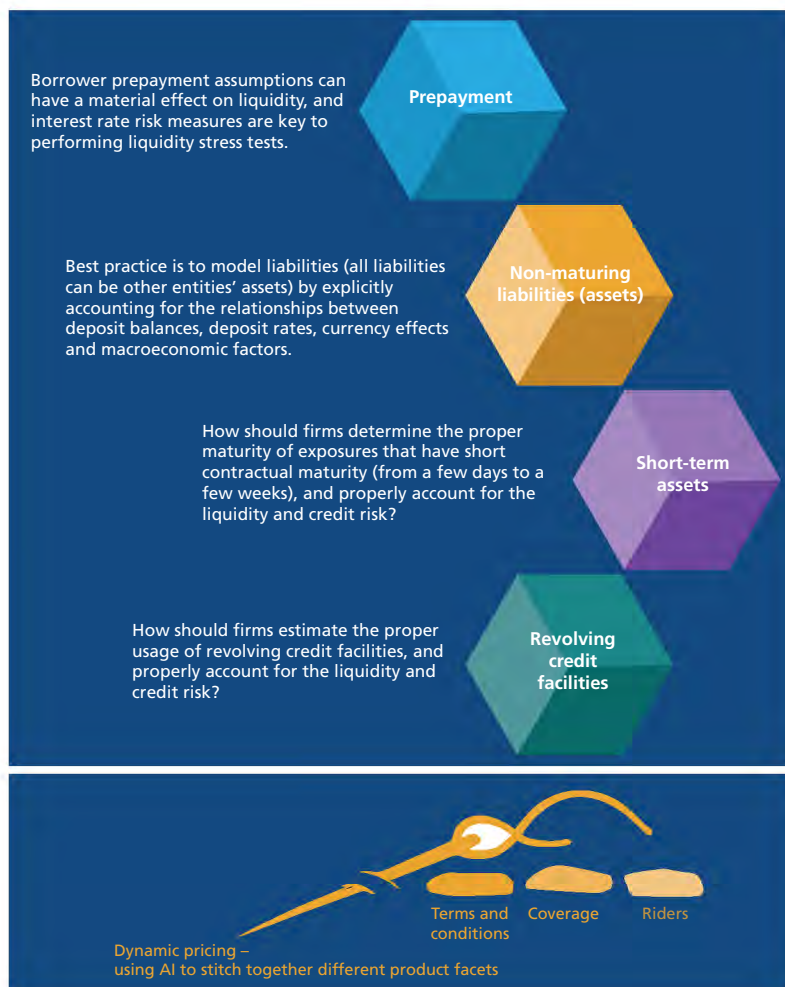 Borrower prepayment assumptions can
have a material effect on liquidity, and
interest rate risk measures are key to
performing liquidity stress tests.
Prepayment
Best practice is to model liabilities (all liabilities
can be other entities’ assets) by explicitly
accounting for the relationships between
deposit balances, deposit rates, currency effects
and macroeconomic factors.
Non-maturing
liabilities (assets)
How should firms determine the proper
maturity of exposures that have short
contractual maturity (from a few days to a
few weeks), and properly account for the
liquidity and credit risk?
Short-term
assets
How should firms estimate the proper
usage of revolving credit facilities, and
properly account for the liquidity and
credit risk?
Revolving
credit
facilities
Terms and
conditions
Coverage
Riders
Dynamic pricing –
using AI to stitch together different product facets